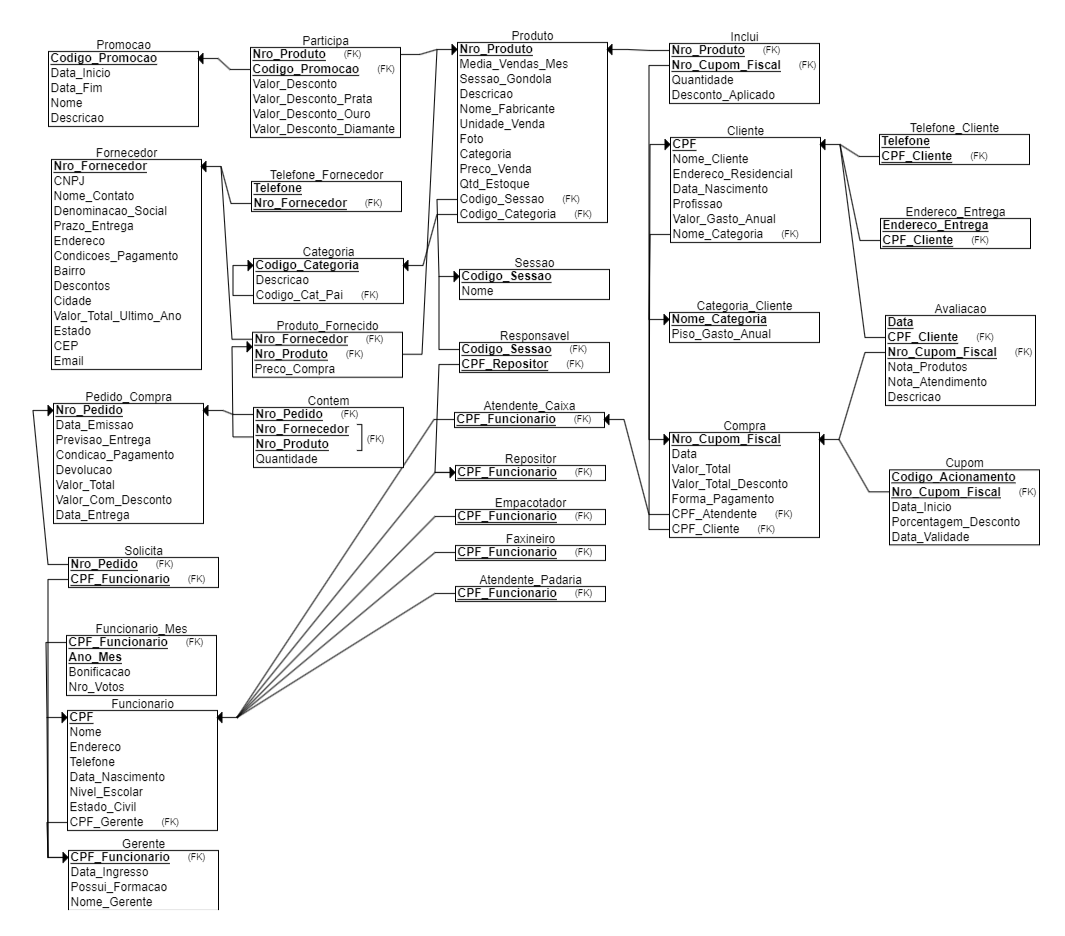 Promocao
Codigo_Promocao
Data_Inicio
Data_Fim
Nome
Descricao
Participa
Nro_Produto (FK)
Codigo_Promocao (FK)
Valor_Desconto
Valor_Desconto_Prata
Valor_Desconto_Ouro
Valor_Desconto_Diamante
Produto
Nro_Produto
Media_Vendas_Mes
Sessao_Gondola
Descricao
Nome_Fabricante
Unidade_Venda
Foto
Categoria
Preco_Venda
Qtd_Estoque
Codigo_Sessao (FK)
Codigo_Categoria (FK)
Inclui
Nro_Produto (FK)
Nro_Cupom_Fiscal (FK)
Quantidade
Desconto_Aplicado
Cliente
CPF
Nome_Cliente
Endereco_Residencial
Data_Nascimento
Profissao
Valor_Gasto_Anual
Nome_Categoria (FK)
Telefone_Cliente
Telefone
CPF_Cliente (FK)
Fornecedor
Nro_Fornecedor
CNPJ
Nome_Contato
Denominacao_Social
Prazo_Entrega
Endereco
Condicoes_Pagamento
Bairro
Descontos
Cidade
Valor_Total_Ultimo_Ano
Estado
CEP
Email
Telefone_Fornecedor
Telefone
Nro_Fornecedor (FK)
Endereco_Entrega
Endereco_Entrega
CPF_Cliente (FK)
Categoria
Codigo_Categoria
Descricao
Codigo_Cat_Pai (FK)
Sessao
Codigo_Sessao
Nome
Categoria_Cliente
Nome_Categoria
Piso_Gasto_Anual
Avaliacao
Data
CPF_Cliente (FK)
Nro_Cupom_Fiscal (FK)
Nota_Produtos
Nota_Atendimento
Descricao
Produto_Fornecido
Nro_Fornecedor (FK)
Nro_Produto (FK)
Preco_Compra
Responsavel
Codigo_Sessao (FK)
CPF_Repositor (FK)
Pedido_Compra
Nro_Pedido
Data_Emissao
Previsao_Entrega
Condicao_Pagamento
Devolucao
Valor_Total
Valor_Com_Desconto
Data_Entrega
Contem
Nro_Pedido (FK)
Nro_Fornecedor
Nro_Produto (FK)
Quantidade
Atendente_Caixa
CPF_Funcionario (FK)
Compra
Nro_Cupom_Fiscal
Data
Valor_Total
Valor_Total_Desconto
Forma_Pagamento
CPF_Atendente (FK)
CPF_Cliente (FK)
Cupom
Codigo_Acionamento
Nro_Cupom_Fiscal (FK)
Data_Inicio
Porcentagem_Desconto
Data_Validade
Repositor
CPF_Funcionario (FK)
Empacotador
CPF_Funcionario (FK)
Faxineiro
CPF_Funcionario (FK)
Atendente_Padaria
CPF_Funcionario (FK)
Solicita
Nro_Pedido (FK)
CPF_Funcionario (FK)
Funcionario_Mes
CPF_Funcionario (FK)
Ano_Mes
Bonificacao
Nro_Votos
Funcionario
CPF
Nome
Endereco
Telefone
Data_Nascimento
Nivel_Escolar
Estado_Civil
CPF_Gerente (FK)
Gerente
CPF_Funcionario (FK)
Data_Ingresso
Possui_Formacao
Nome_Gerente